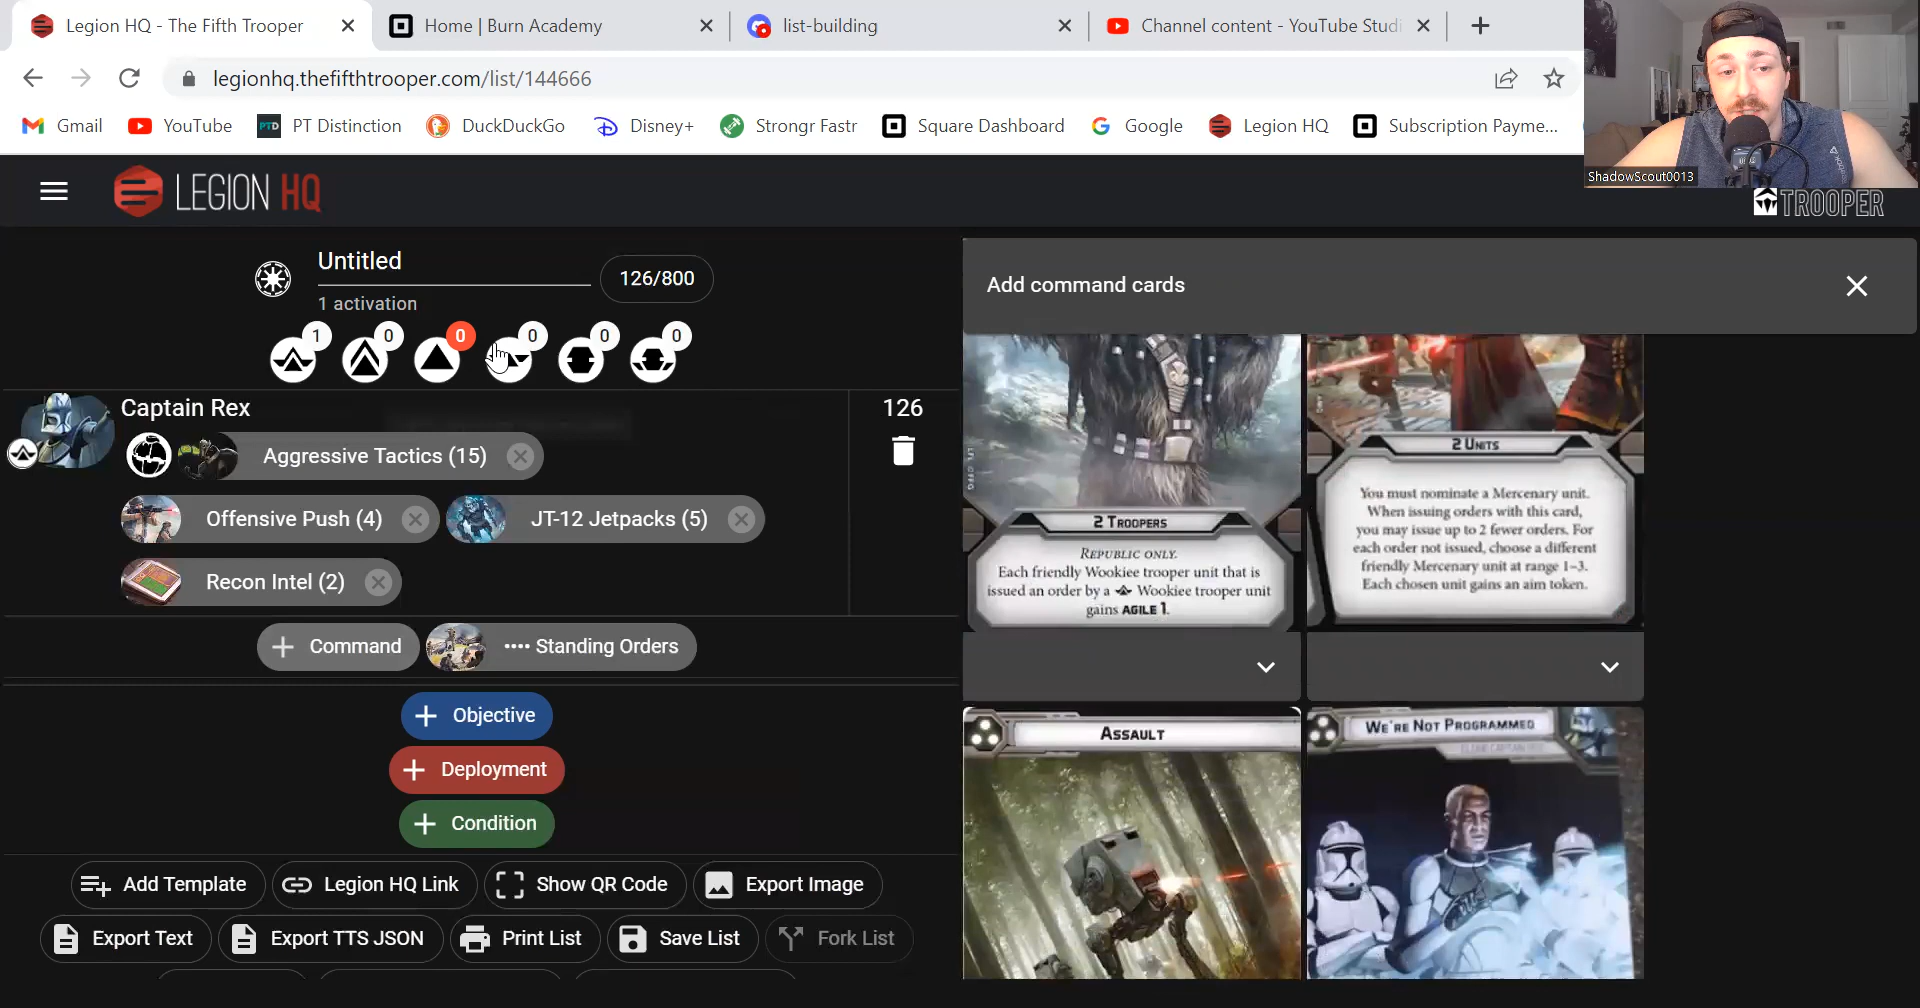 Legion HQ - The Fifth Trooper
Home | Burn Academy
list-building
Channel content - YouTube Studi
legionhq.thefifthtrooper.com/list/144666
Gmail
YouTube
PTD
PT Distinction
DuckDuckGo
Disney+
Strongr Fastr
Square Dashboard
Google
Legion HQ
Subscription Payme...
ShadowScout0013
LEGION HQ
TROOPER
Untitled
126/800
1 activation
1
0
0
0
0
0
Captain Rex
126
Aggressive Tactics (15)
Offensive Push (4)
JT-12 Jetpacks (5)
Recon Intel (2)
Command
•••• Standing Orders
Objective
Deployment
Condition
Add Template
Legion HQ Link
Show QR Code
Export Image
Export Text
Export TTS JSON
Print List
Save List
Fork List
Add command cards
2 TROOPERS
REPUBLIC ONLY.
Each friendly Wookiee trooper unit that is
issued an order by a Wookiee trooper unit
gains AGILE 1.
2 UNITS
You must nominate a Mercenary unit.
When issuing orders with this card,
you may issue up to 2 fewer orders. For
each order not issued, choose a different
friendly Mercenary unit at range 1–3.
Each chosen unit gains an aim token.
ASSAULT
WE'RE NOT PROGRAMMED